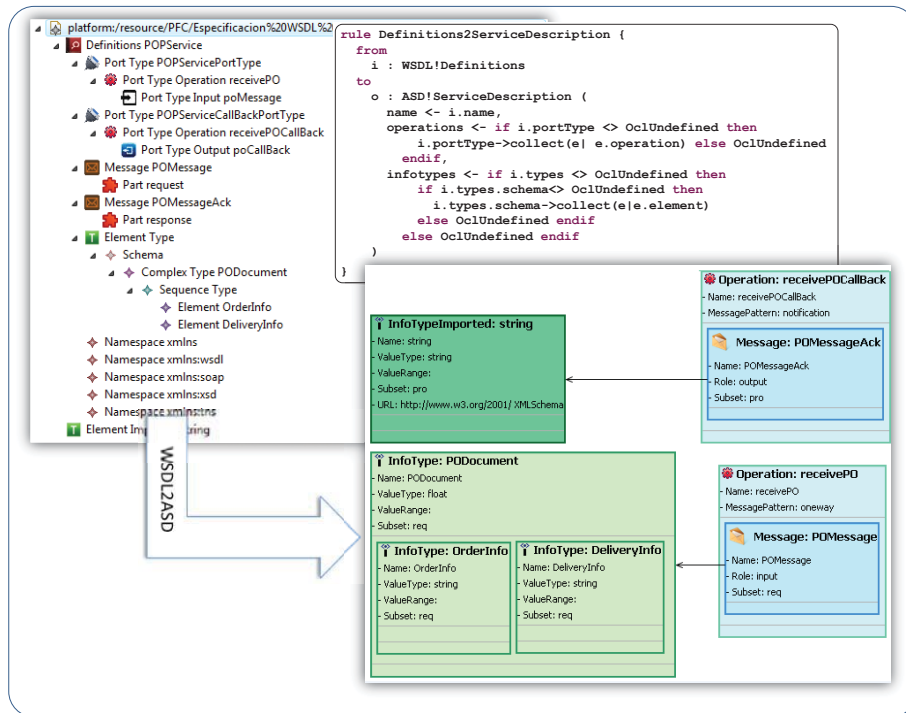 platform:/resource/PFC/Especificacion%20WSDL%20
Definitions POPService
Port Type POPServicePortType
Port Type Operation receivePO
Port Type Input poMessage
Port Type POPServiceCallBackPortType
Port Type Operation receivePOCallBack
Port Type Output poCallBack
Message POMessage
Part request
Message POMessageAck
Part response
Element Type
Schema
Complex Type PODocument
Sequence Type
Element OrderInfo
Element DeliveryInfo
Namespace xmlns
Namespace xmlns:wsdl
Namespace xmlns:soap
Namespace xmlns:xsd
Namespace xmlns:tns
Element
rule Definitions2ServiceDescription {
from
i : WSDL!Definitions
to
o : ASD!ServiceDescription (
name <- i.name,
operations <- if i.portType <> OclUndefined then
i.portType->collect(e| e.operation) else OclUndefined
endif,
infotypes <- if i.types <> OclUndefined then
if i.types.schema<> OclUndefined then
i.types.schema->collect(e|e.element)
else OclUndefined endif
else OclUndefined endif
)
}
WSDL2ASD
InfoTypeImported: string
- Name: string
- ValueType: string
- ValueRange:
- Subset: pro
- URL: http://www.w3.org/2001/ XMLSchema
Operation: receivePOCallBack
- Name: receivePOCallBack
- MessagePattern: notification
Message: POMessageAck
- Name: POMessageAck
- Role: output
- Subset: pro
InfoType: PODocument
- Name: PODocument
- ValueType: float
- ValueRange:
- Subset: req
InfoType: OrderInfo
- Name: OrderInfo
- ValueType: string
- ValueRange:
- Subset: req
InfoType: DeliveryInfo
- Name: DeliveryInfo
- ValueType: string
- ValueRange:
- Subset: req
Operation: receivePO
- Name: receivePO
- MessagePattern: oneway
Message: POMessage
- Name: POMessage
- Role: input
- Subset: req